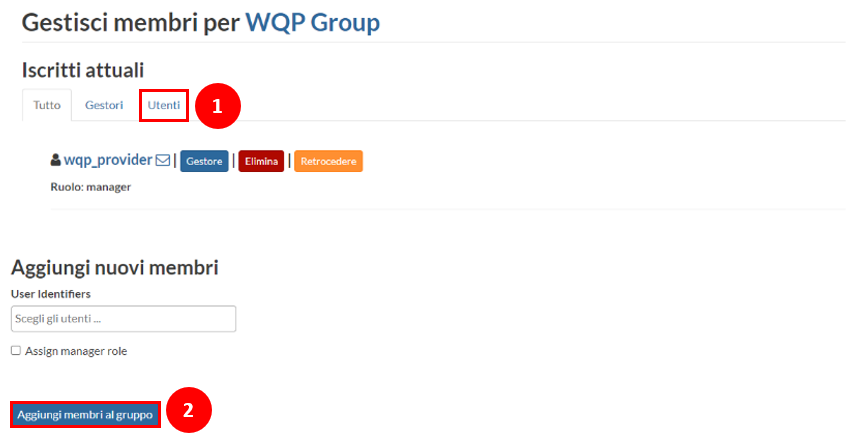 Gestisci membri per WQP Group
Iscritti attuali
Tutto Gestori Utenti 1
wqp_provider | Gestore | Elimina | Retrocedere
Ruolo: manager
Aggiungi nuovi membri
User Identifiers
Scegli gli utenti ...
Assign manager role
Aggiungi membri al gruppo 2